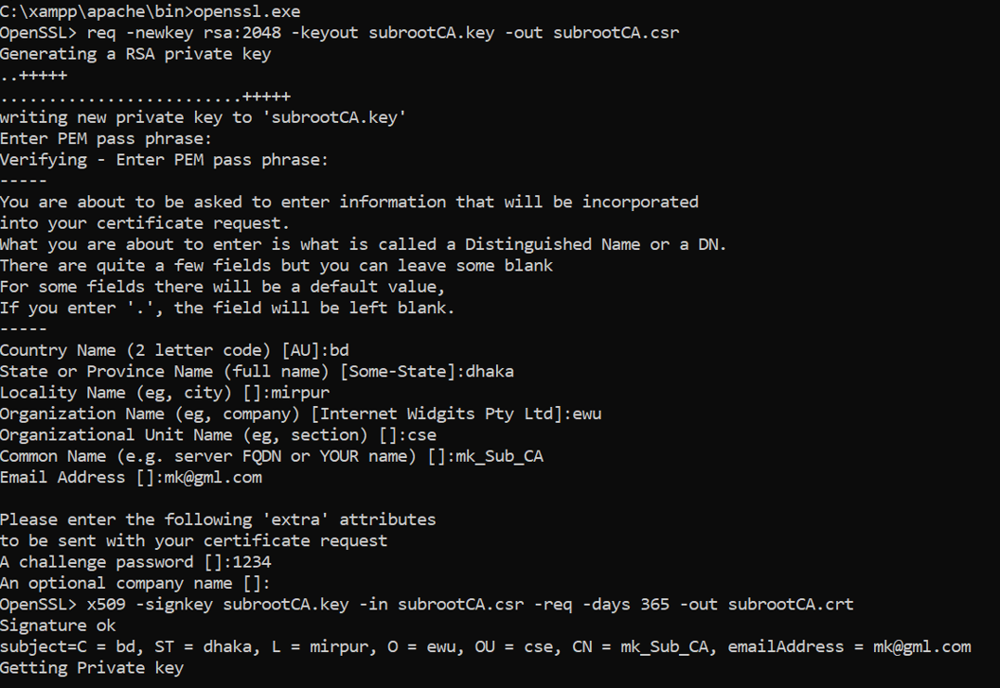 C:\xampp\apache\bin>openssl.exe
OpenSSL> req -newkey rsa:2048 -keyout subrootCA.key -out subrootCA.csr
Generating a RSA private key
..+++++
.........................+++++
writing new private key to 'subrootCA.key'
Enter PEM pass phrase:
Verifying - Enter PEM pass phrase:
-----
You are about to be asked to enter information that will be incorporated
into your certificate request.
What you are about to enter is what is called a Distinguished Name or a DN.
There are quite a few fields but you can leave some blank
For some fields there will be a default value,
If you enter '.', the field will be left blank.
-----
Country Name (2 letter code) [AU]:bd
State or Province Name (full name) [Some-State]:dhaka
Locality Name (eg, city) []:mirpur
Organization Name (eg, company) [Internet Widgits Pty Ltd]:ewu
Organizational Unit Name (eg, section) []:cse
Common Name (e.g. server FQDN or YOUR name) []:mk_Sub_CA
Email Address []:mk@gml.com

Please enter the following 'extra' attributes
to be sent with your certificate request
A challenge password []:1234
An optional company name []:
OpenSSL> x509 -signkey subrootCA.key -in subrootCA.csr -req -days 365 -out subrootCA.crt
Signature ok
subject=C = bd, ST = dhaka, L = mirpur, O = ewu, OU = cse, CN = mk_Sub_CA, emailAddress = mk@gml.com
Getting Private key